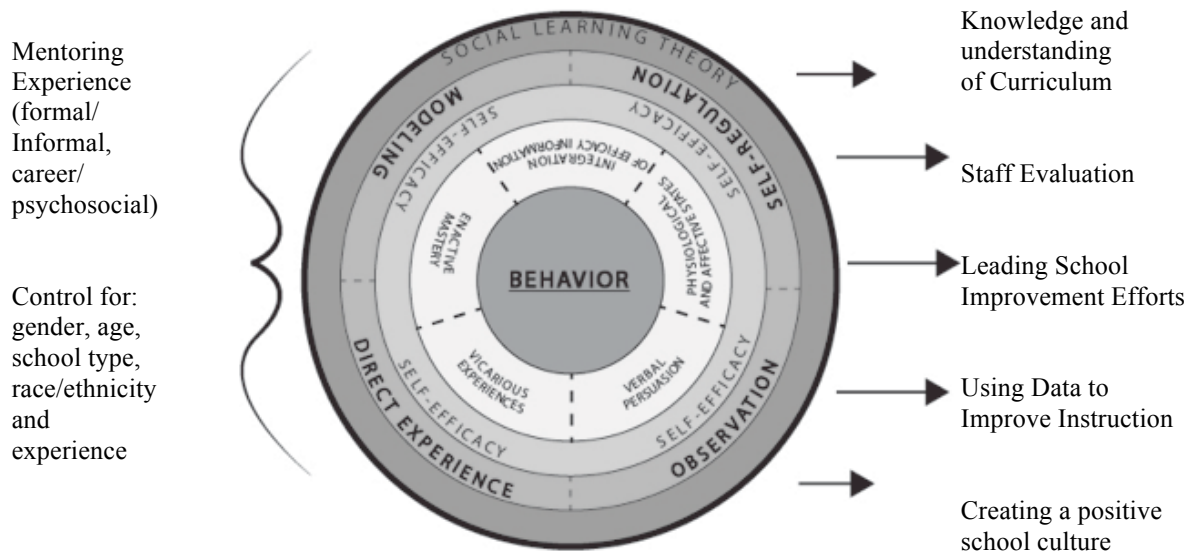 Mentoring
Experience
(formal/
Informal,
career/
psychosocial)
Control for:
gender, age,
school type,
race/ethnicity
and
experience
SOCIAL LEARNING THEORY
MODELING
SELF-REGULATION
SELF-EFFICACY
SELF-EFFICACY
INTEGRATION
OF EFFICACY INFORMATION
ENACTIVE
MASTERY
PHYSIOLOGICAL
AND AFFECTIVE STATES
BEHAVIOR
VICARIOUS
EXPERIENCES
VERBAL
PERSUASION
SELF-EFFICACY
SELF-EFFICACY
DIRECT EXPERIENCE
OBSERVATION
Knowledge and
understanding
of Curriculum
Staff Evaluation
Leading School
Improvement Efforts
Using Data to
Improve Instruction
Creating a positive
school culture